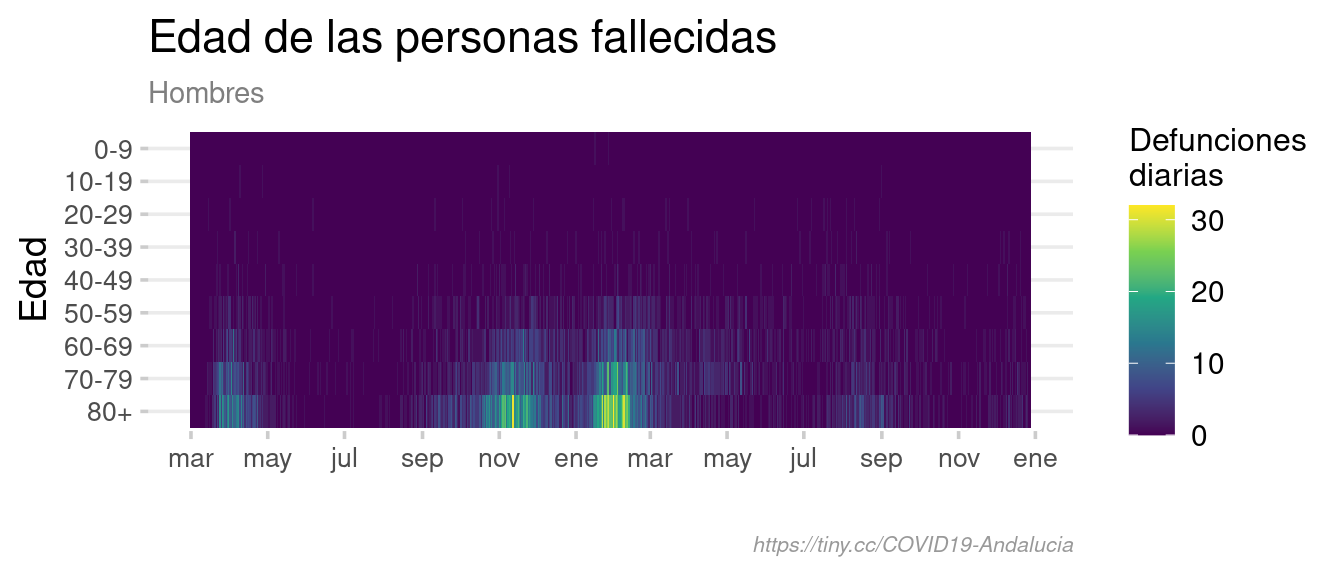 Edad de las personas fallecidas
Hombres
Defunciones
diarias
30
20
10
0
Edad
0-9
10-19
20-29
30-39
40-49
50-59
60-69
70-79
80+
mar may jul sep nov ene mar may jul sep nov ene
https://tiny.cc/COVID19-Andalucia